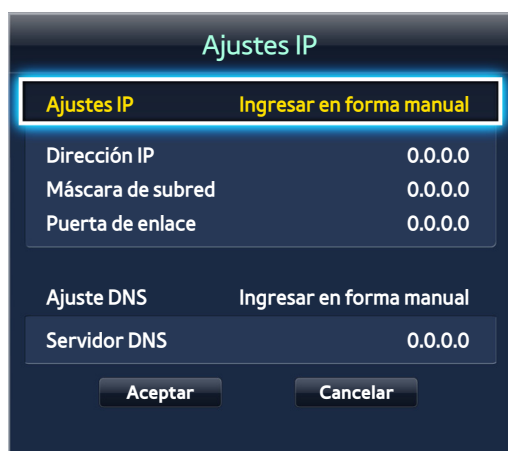 Ajustes IP
Ajustes IP Ingresar en forma manual
Dirección IP 0.0.0.0
Máscara de subred 0.0.0.0
Puerta de enlace 0.0.0.0
Ajuste DNS Ingresar en forma manual
Servidor DNS 0.0.0.0
Aceptar Cancelar